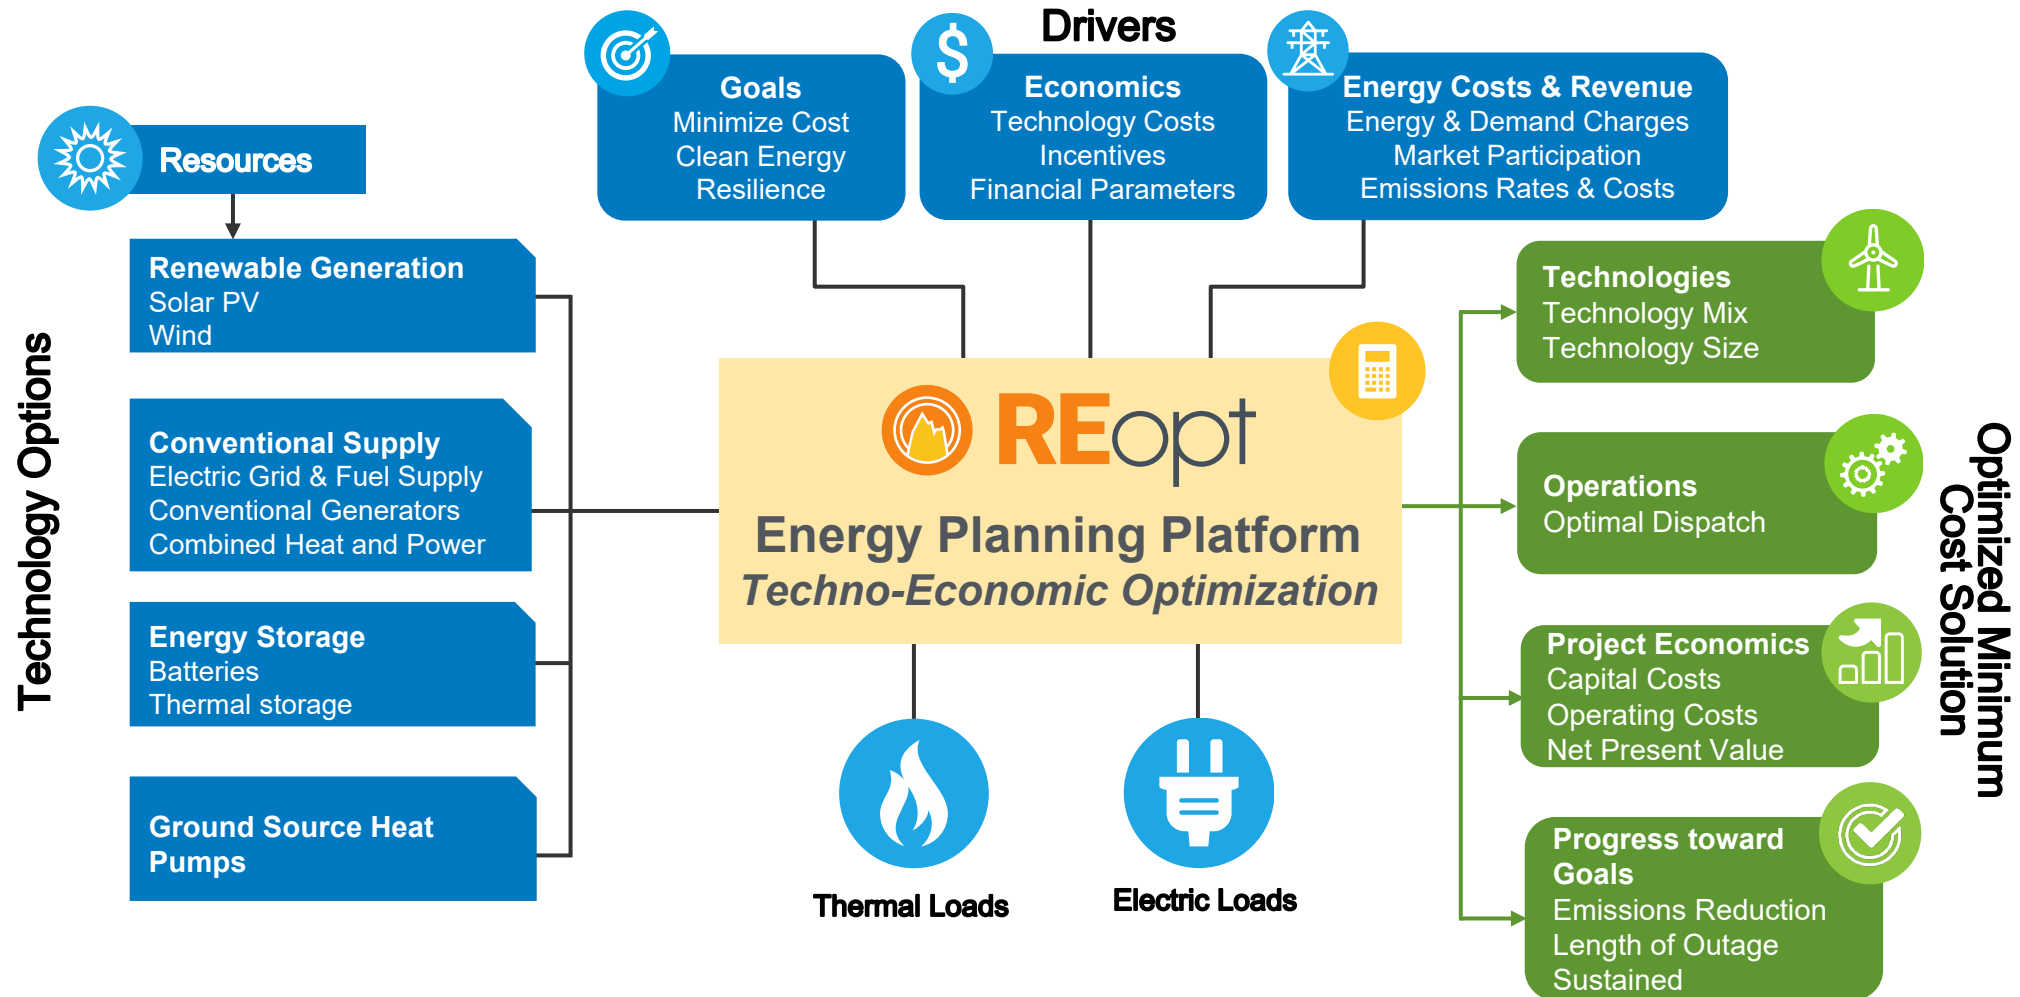 Drivers
Goals
Minimize Cost
Clean Energy
Resilience
Economics
Technology Costs
Incentives
Financial Parameters
Energy Costs & Revenue
Energy & Demand Charges
Market Participation
Emissions Rates & Costs
Technology Options
Resources
Renewable Generation
Solar PV
Wind
Conventional Supply
Electric Grid & Fuel Supply
Conventional Generators
Combined Heat and Power
Energy Storage
Batteries
Thermal storage
Ground Source Heat
Pumps
REopt
Energy Planning Platform
Techno-Economic Optimization
Thermal Loads
Electric Loads
Technologies
Technology Mix
Technology Size
Operations
Optimal Dispatch
Project Economics
Capital Costs
Operating Costs
Net Present Value
Progress toward
Goals
Emissions Reduction
Length of Outage
Sustained
Optimized Minimum
Cost Solution